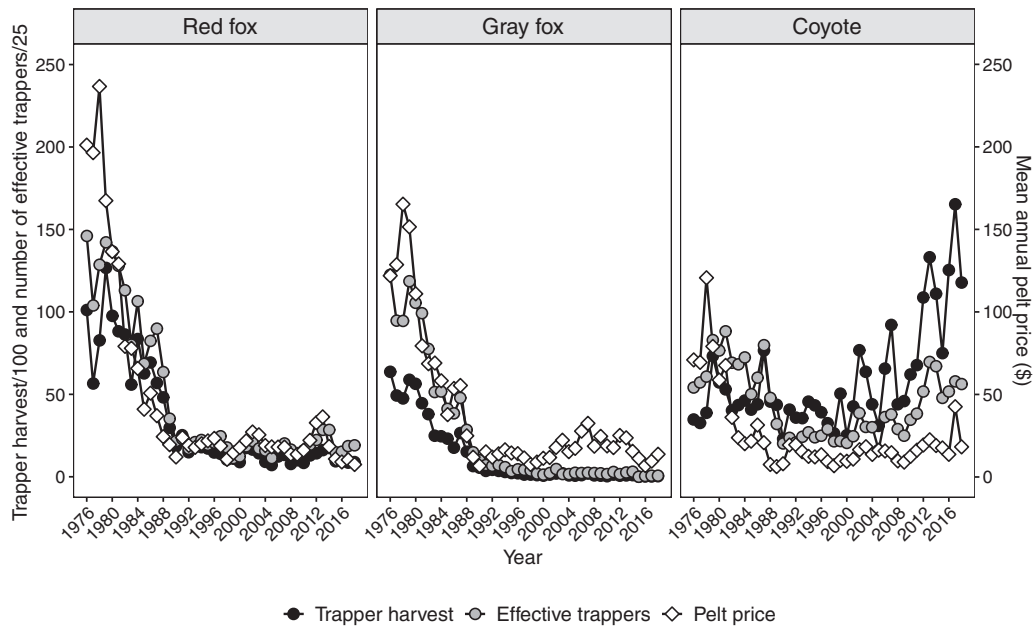 Red fox
Gray fox
Coyote
Trapper harvest/100 and number of effective trappers/25
250
200
150
100
50
0
250
200
150
100
50
0
Mean annual pelt price ($)
1976 1980 1984 1988 1992 1996 2000 2004 2008 2012 2016
1976 1980 1984 1988 1992 1996 2000 2004 2008 2012 2016
1976 1980 1984 1988 1992 1996 2000 2004 2008 2012 2016
Year
Trapper harvest Effective trappers Pelt price